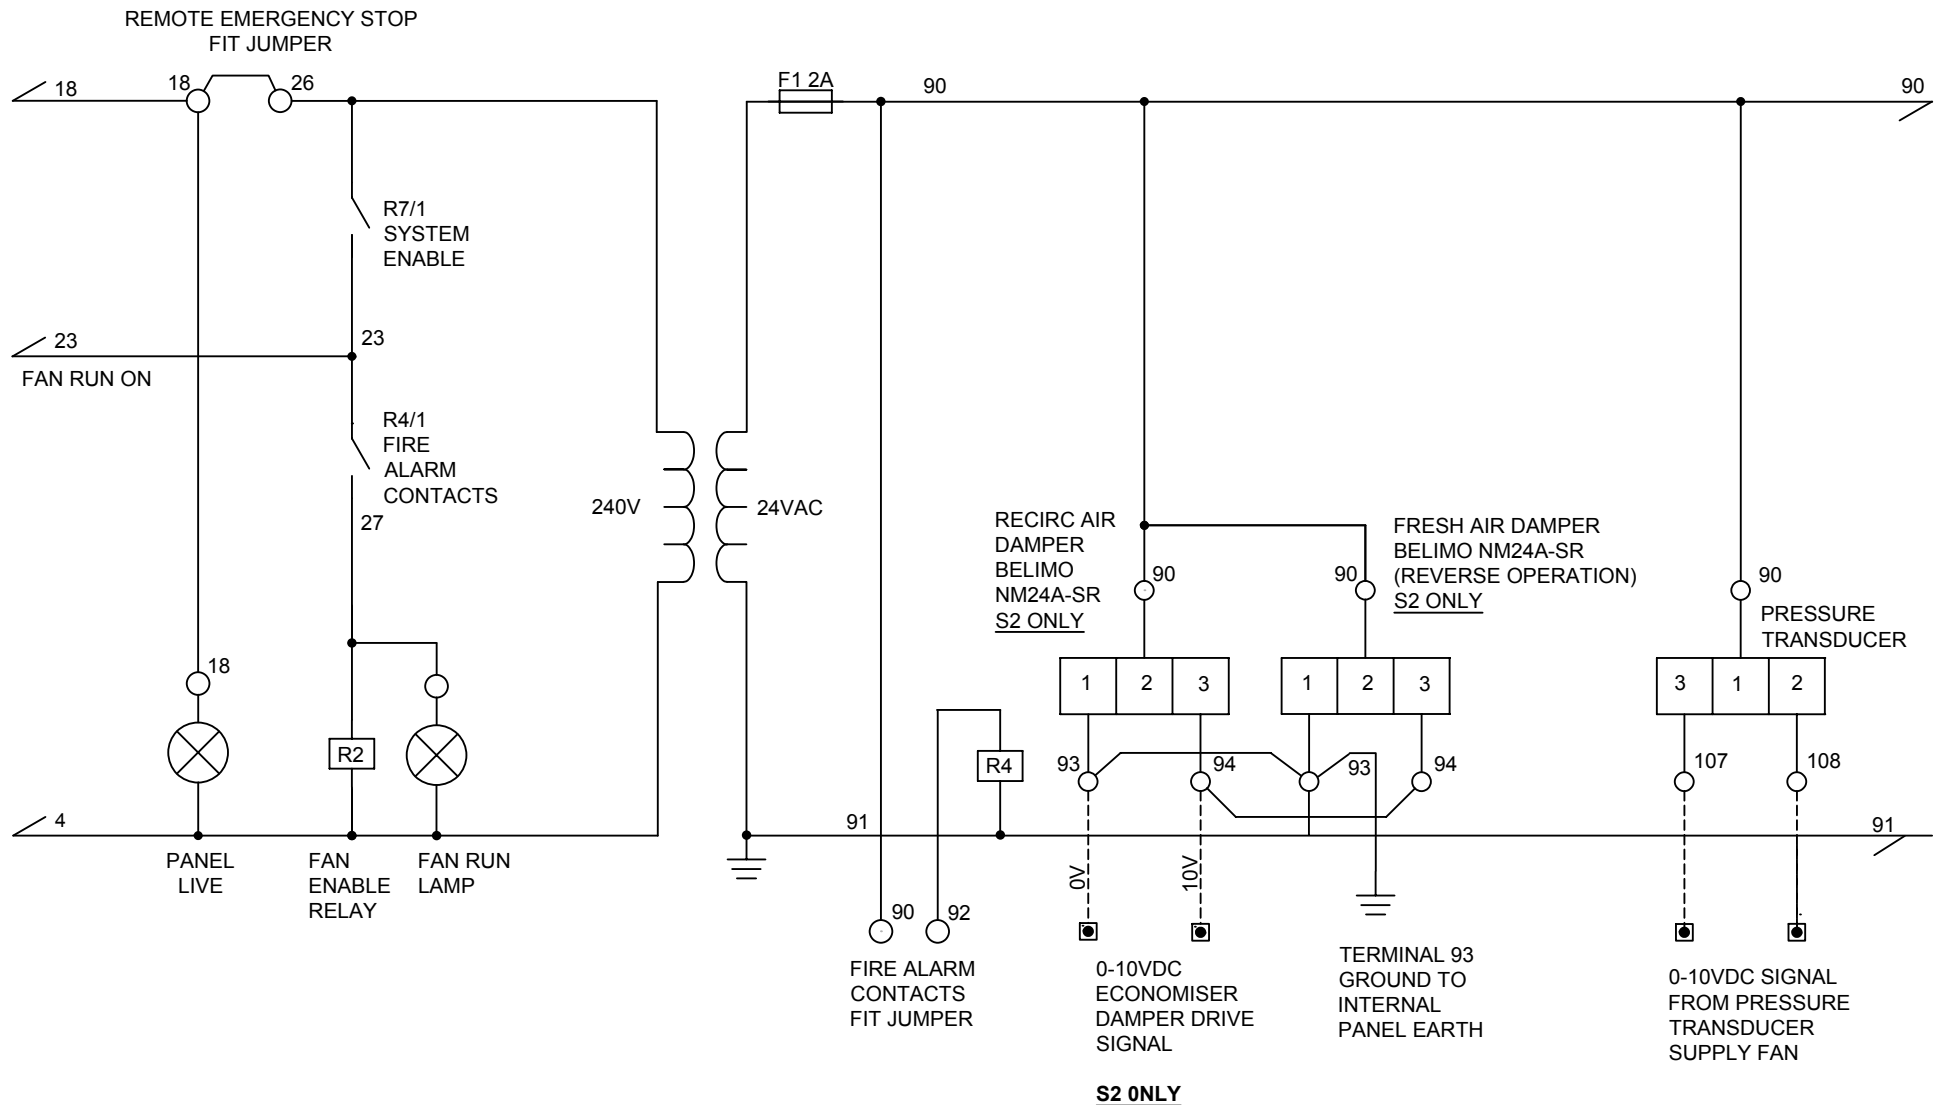 REMOTE EMERGENCY STOP
FIT JUMPER
18
18
26
F1 2A
90
90
R7/1
SYSTEM
ENABLE
23
23
FAN RUN ON
R4/1
FIRE
ALARM
CONTACTS
27
240V
24VAC
RECIRC AIR
DAMPER
BELIMO
NM24A-SR
S2 ONLY
90
90
FRESH AIR DAMPER
BELIMO NM24A-SR
(REVERSE OPERATION)
S2 ONLY
90
PRESSURE
TRANSDUCER
18
1 2 3
1 2 3
3 1 2
R2
R4
93
94
93
94
107
108
4
91
91
PANEL
LIVE
FAN
ENABLE
RELAY
FAN RUN
LAMP
0V
10V
90
92
FIRE ALARM
CONTACTS
FIT JUMPER
0-10VDC
ECONOMISER
DAMPER DRIVE
SIGNAL
S2 0NLY
TERMINAL 93
GROUND TO
INTERNAL
PANEL EARTH
0-10VDC SIGNAL
FROM PRESSURE
TRANSDUCER
SUPPLY FAN